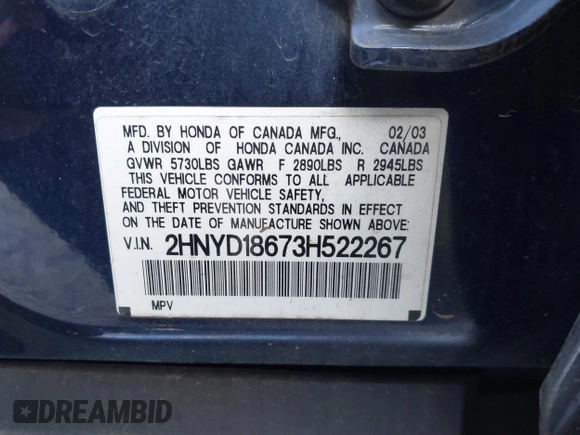 MFD. BY HONDA OF CANADA MFG., 02/03
A DIVISION OF HONDA CANADA INC. CANADA
GVWR 5730LBS GAWR F 2890LBS R 2945LBS
THIS VEHICLE CONFORMS TO ALL APPLICABLE
FEDERAL MOTOR VEHICLE SAFETY,
AND THEFT PREVENTION STANDARDS IN EFFECT
ON THE DATE OF MANUFACTURE SHOWN ABOVE:
V.I.N. 2HNYD18673H522267
MPV
DREAMBID